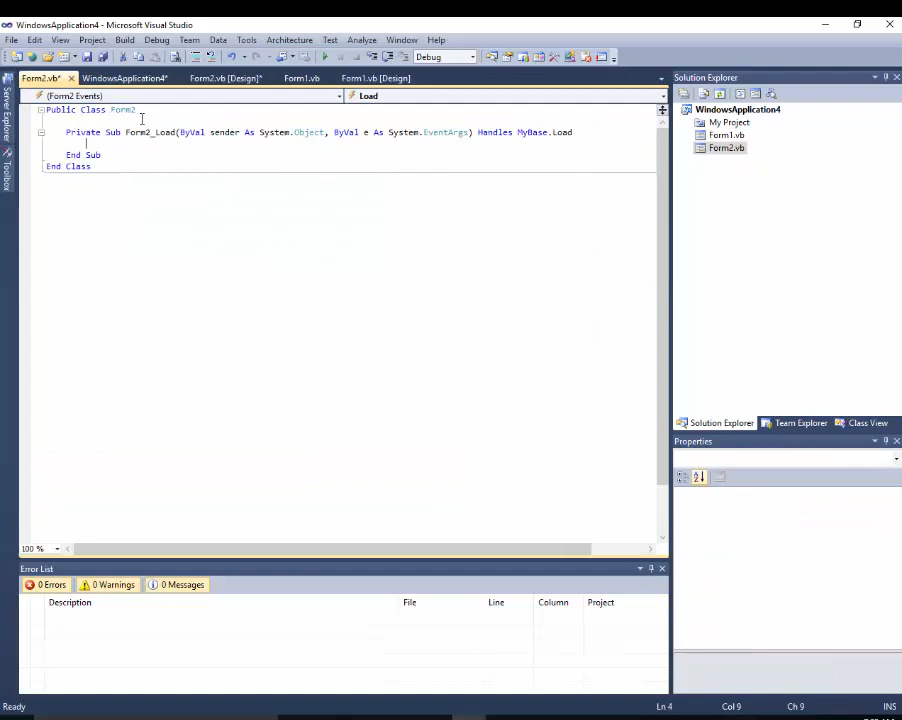 WindowsApplication4 - Microsoft Visual Studio
File Edit View Project Build Debug Team Data Tools Architecture Test Analyze Window Help
Debug
Form2.vb* WindowsApplication4* Form2.vb [Design]* Form1.vb Form1.vb [Design]
(Form2 Events) Load
Public Class Form2
Private Sub Form2_Load(ByVal sender As System.Object, ByVal e As System.EventArgs) Handles MyBase.Load
End Sub
End Class
Server Explorer
Toolbox
100 %
Solution Explorer
WindowsApplication4
My Project
Form1.vb
Form2.vb
Solution Explorer Team Explorer Class View
Properties
Error List
0 Errors 0 Warnings 0 Messages
Description File Line Column Project
Ready Ln 4 Col 9 Ch 9 INS